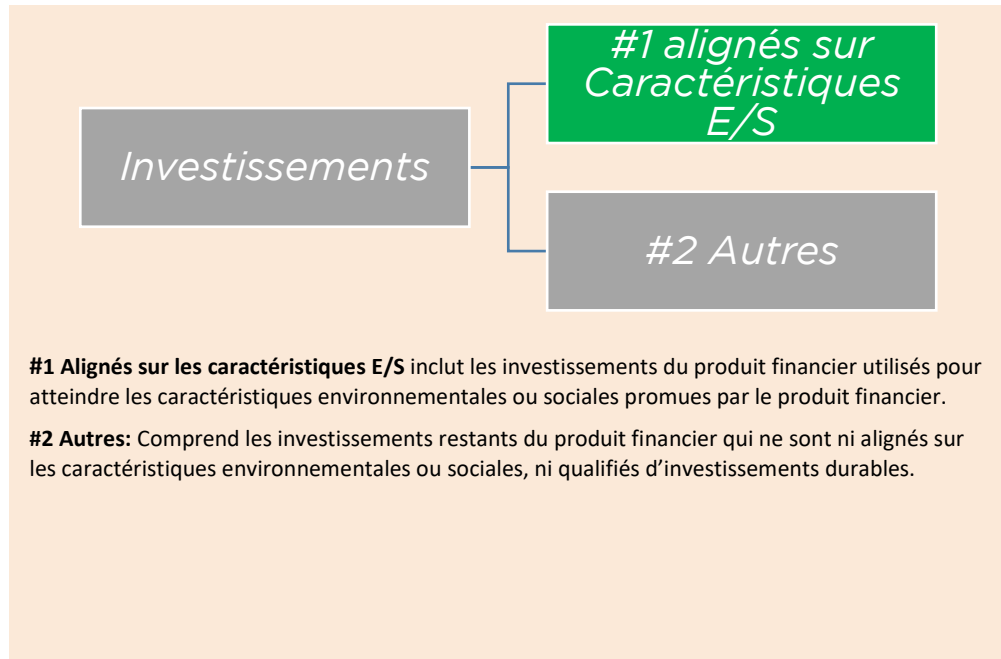 #1 alignés sur
Caractéristiques
E/S
Investissements
#2 Autres
#1 Alignés sur les caractéristiques E/S inclut les investissements du produit financier utilisés pour
atteindre les caractéristiques environnementales ou sociales promues par le produit financier.
#2 Autres: Comprend les investissements restants du produit financier qui ne sont ni alignés sur
les caractéristiques environnementales ou sociales, ni qualifiés d’investissements durables.